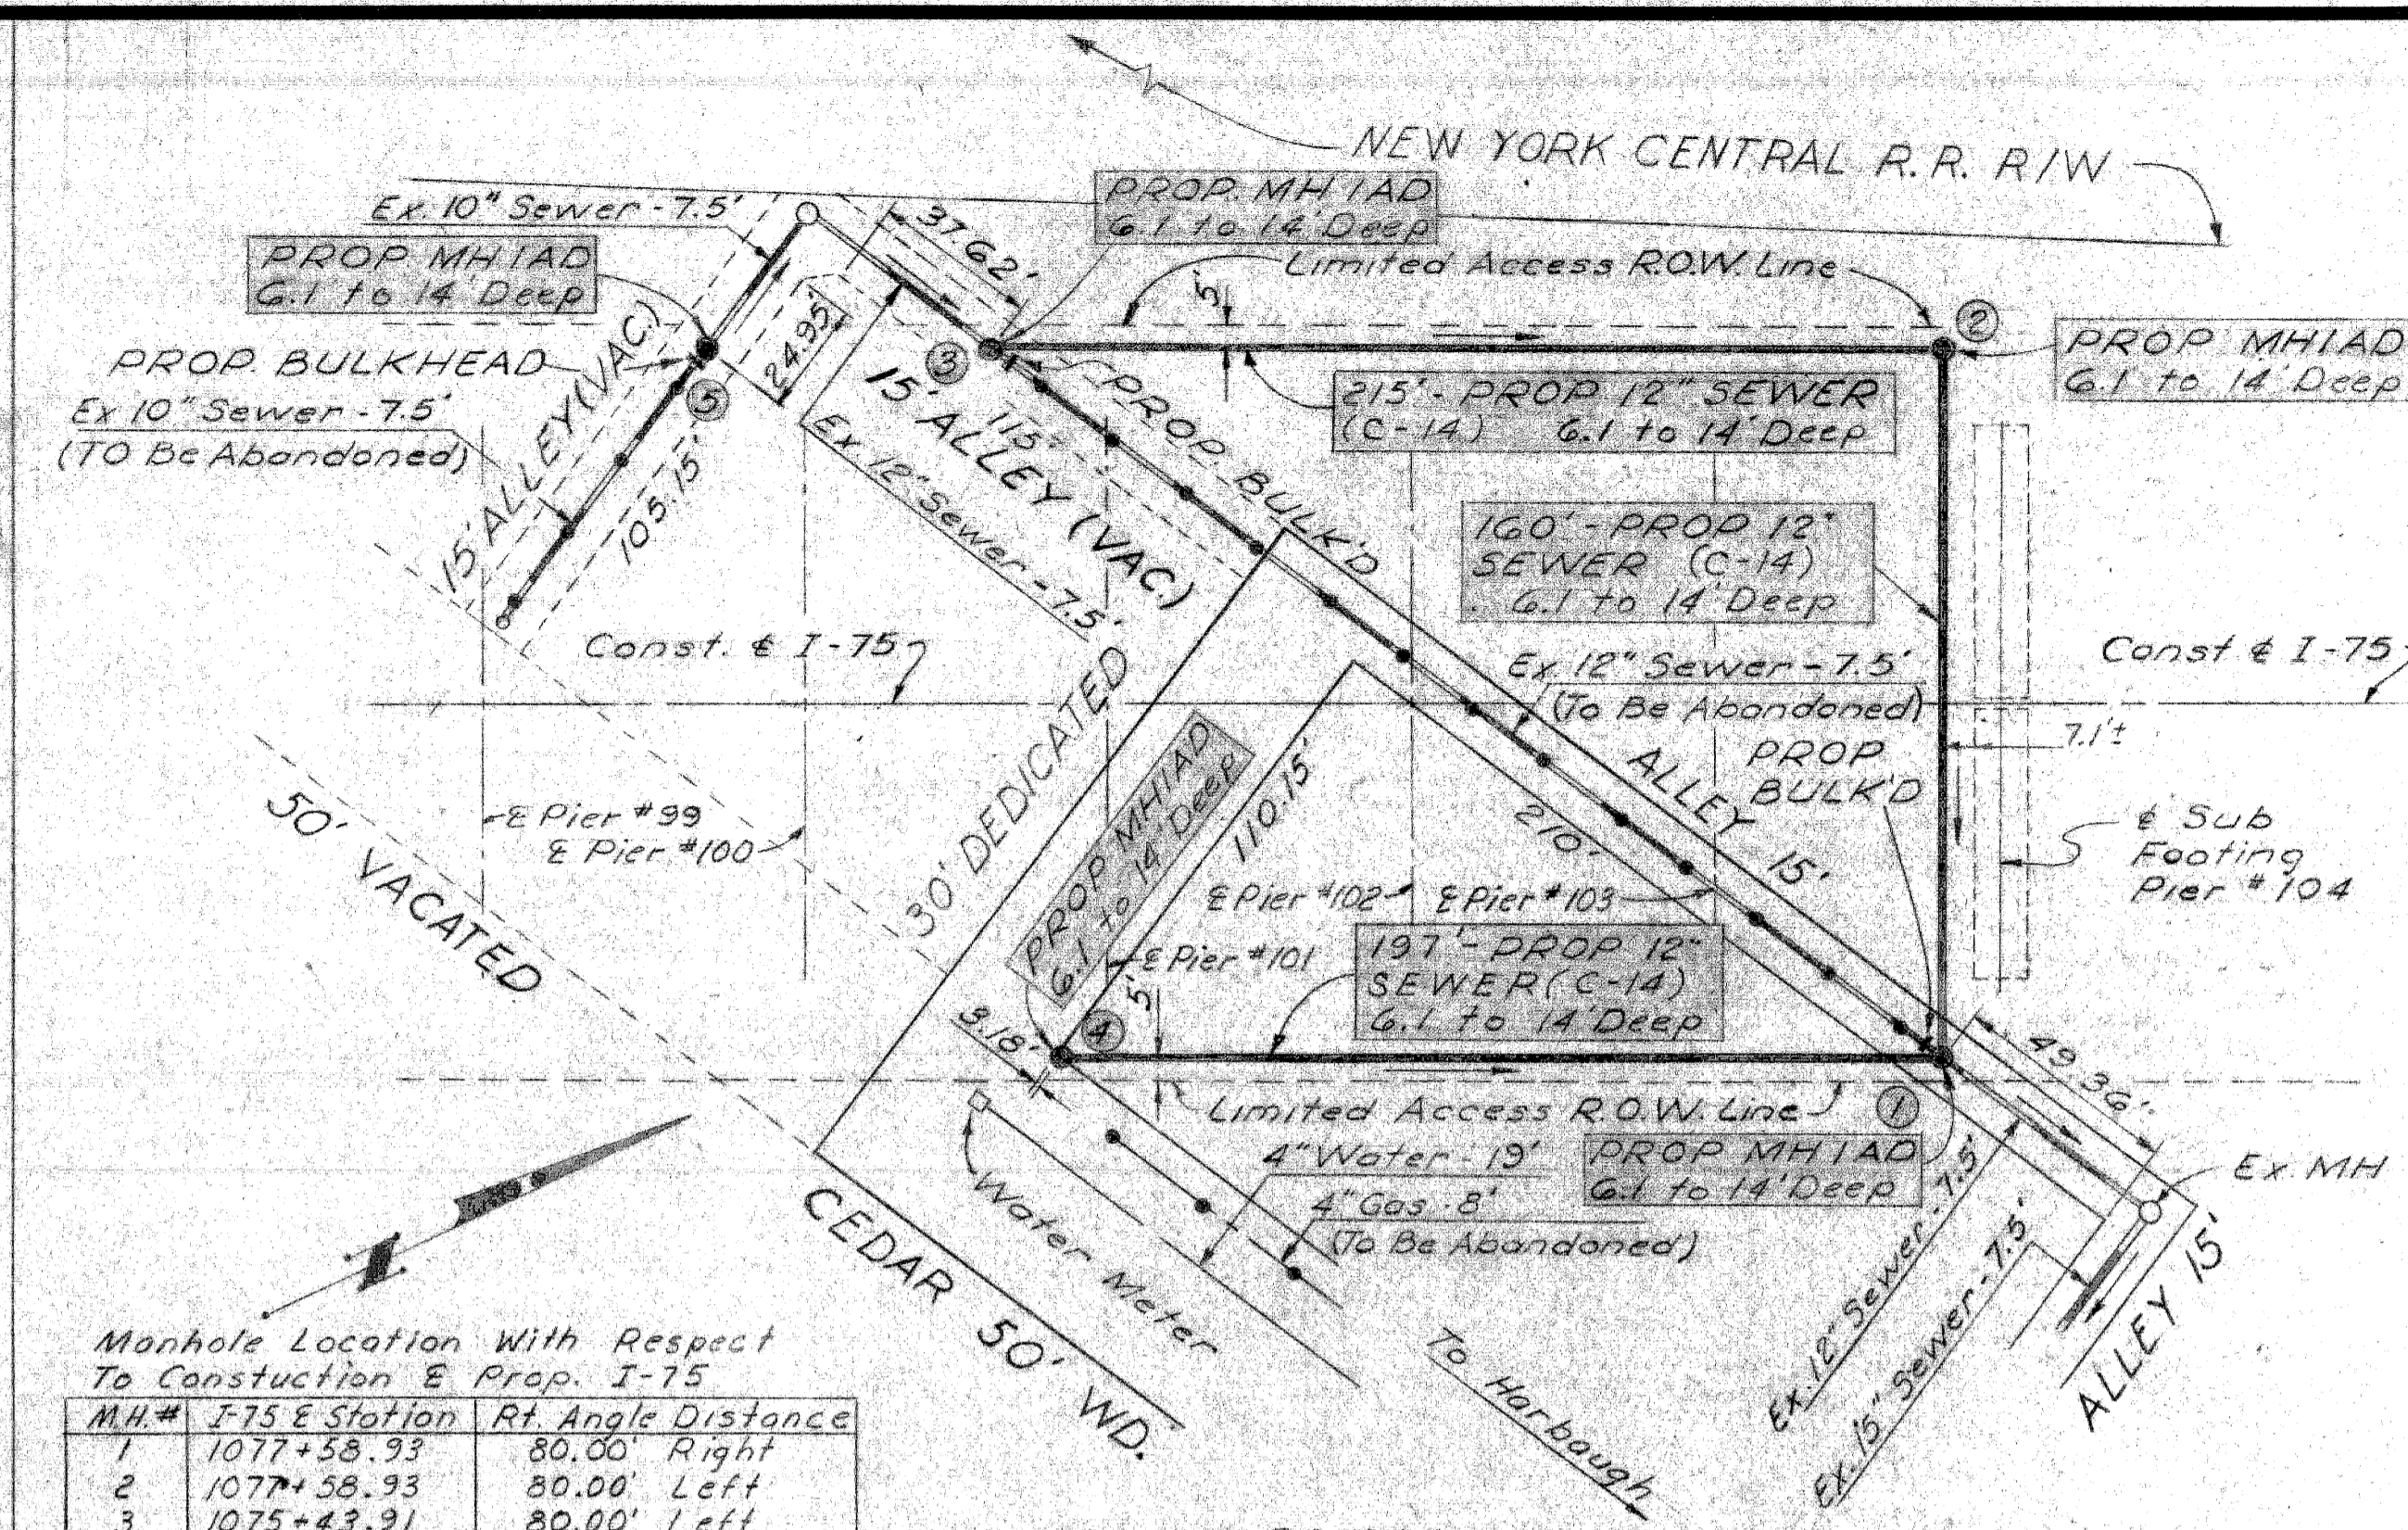 NEW YORK CENTRAL R.R. R/W
Ex. 10" Sewer - 7.5'
PROP. MH 1AD
6.1 to 14' Deep
37.62'
PROP MH 1AD
6.1' to 14' Deep
Limited Access R.O.W. Line
5'
2
PROP MH1AD
6.1' to 14' Deep
PROP. BULKHEAD
24.95'
3
5
15' ALLEY (VAC.)
Ex 10" Sewer - 7.5'
(TO Be Abandoned)
105.15'
115'
15' ALLEY (VAC.)
PROP. BULK'D
Ex. 12" Sewer - 7.5'
215' - PROP 12" SEWER
(C-14) 6.1 to 14' Deep
160' - PROP 12"
SEWER (C-14)
6.1 to 14' Deep
Const. ℄ I-75
Const ℄ I-75
Ex. 12" Sewer - 7.5'
(To Be Abandoned)
PROP
BULK'D
7.1'±
ALLEY 15'
210'
30' DEDICATED
PROP MH1AD
6.1 to 14' Deep
110.15'
50' VACATED
℄ Pier #99
℄ Pier #100
℄ Pier #102
℄ Pier #103
℄ Pier #101
℄ Sub
Footing
Pier #104
197' - PROP 12"
SEWER (C-14)
6.1 to 14' Deep
5'
3.18'
4
49.36'
Limited Access R.O.W. Line
1
4" Water - 19'
PROP MH 1AD
6.1 to 14' Deep
4" Gas - 8'
(To Be Abandoned)
Ex. MH
Water Meter
CEDAR 50' WD.
To Harbaugh
Ex. 12" Sewer - 7.5'
Ex. 15" Sewer - 7.5'
ALLEY 15'
Manhole Location With Respect
To Constuction ℄ Prop. I-75
M.H.# I-75 ℄ Station Rt. Angle Distance
1 1077+58.93 80.00' Right
2 1077+58.93 80.00' Left
3 1075+43.91 80.00' Left